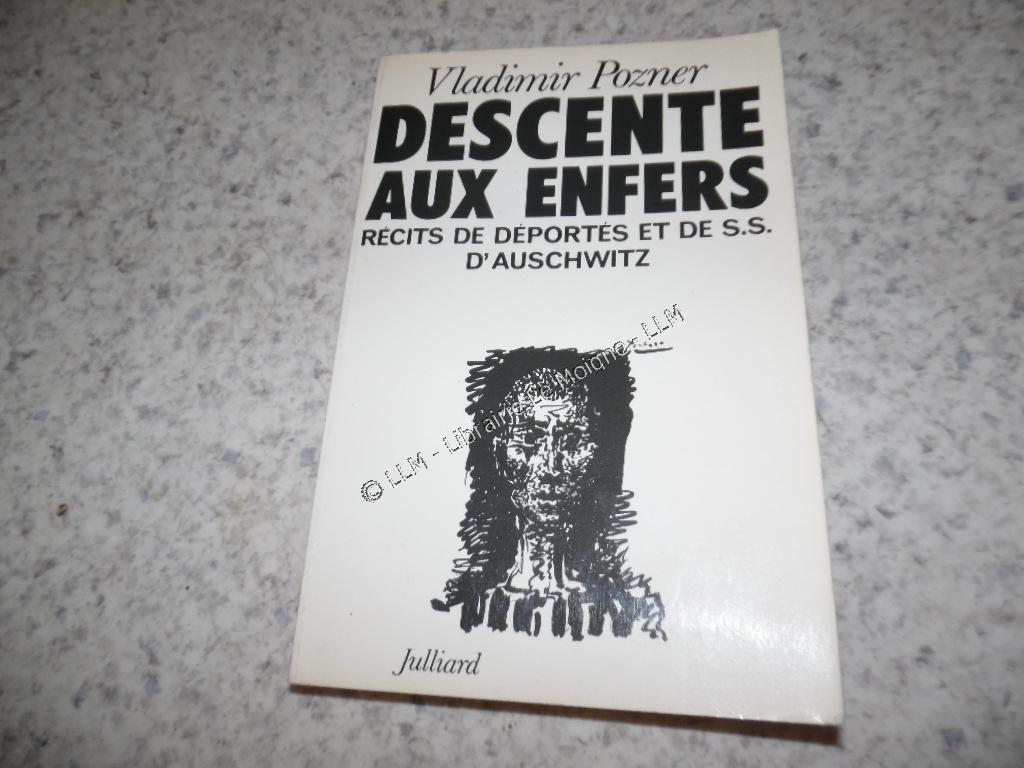 Vladimir Pozner
DESCENTE
AUX ENFERS
RÉCITS DE DÉPORTÉS ET DE S.S.
D'AUSCHWITZ
© LLM - Librairie Le Moigne - LLM
Julliard